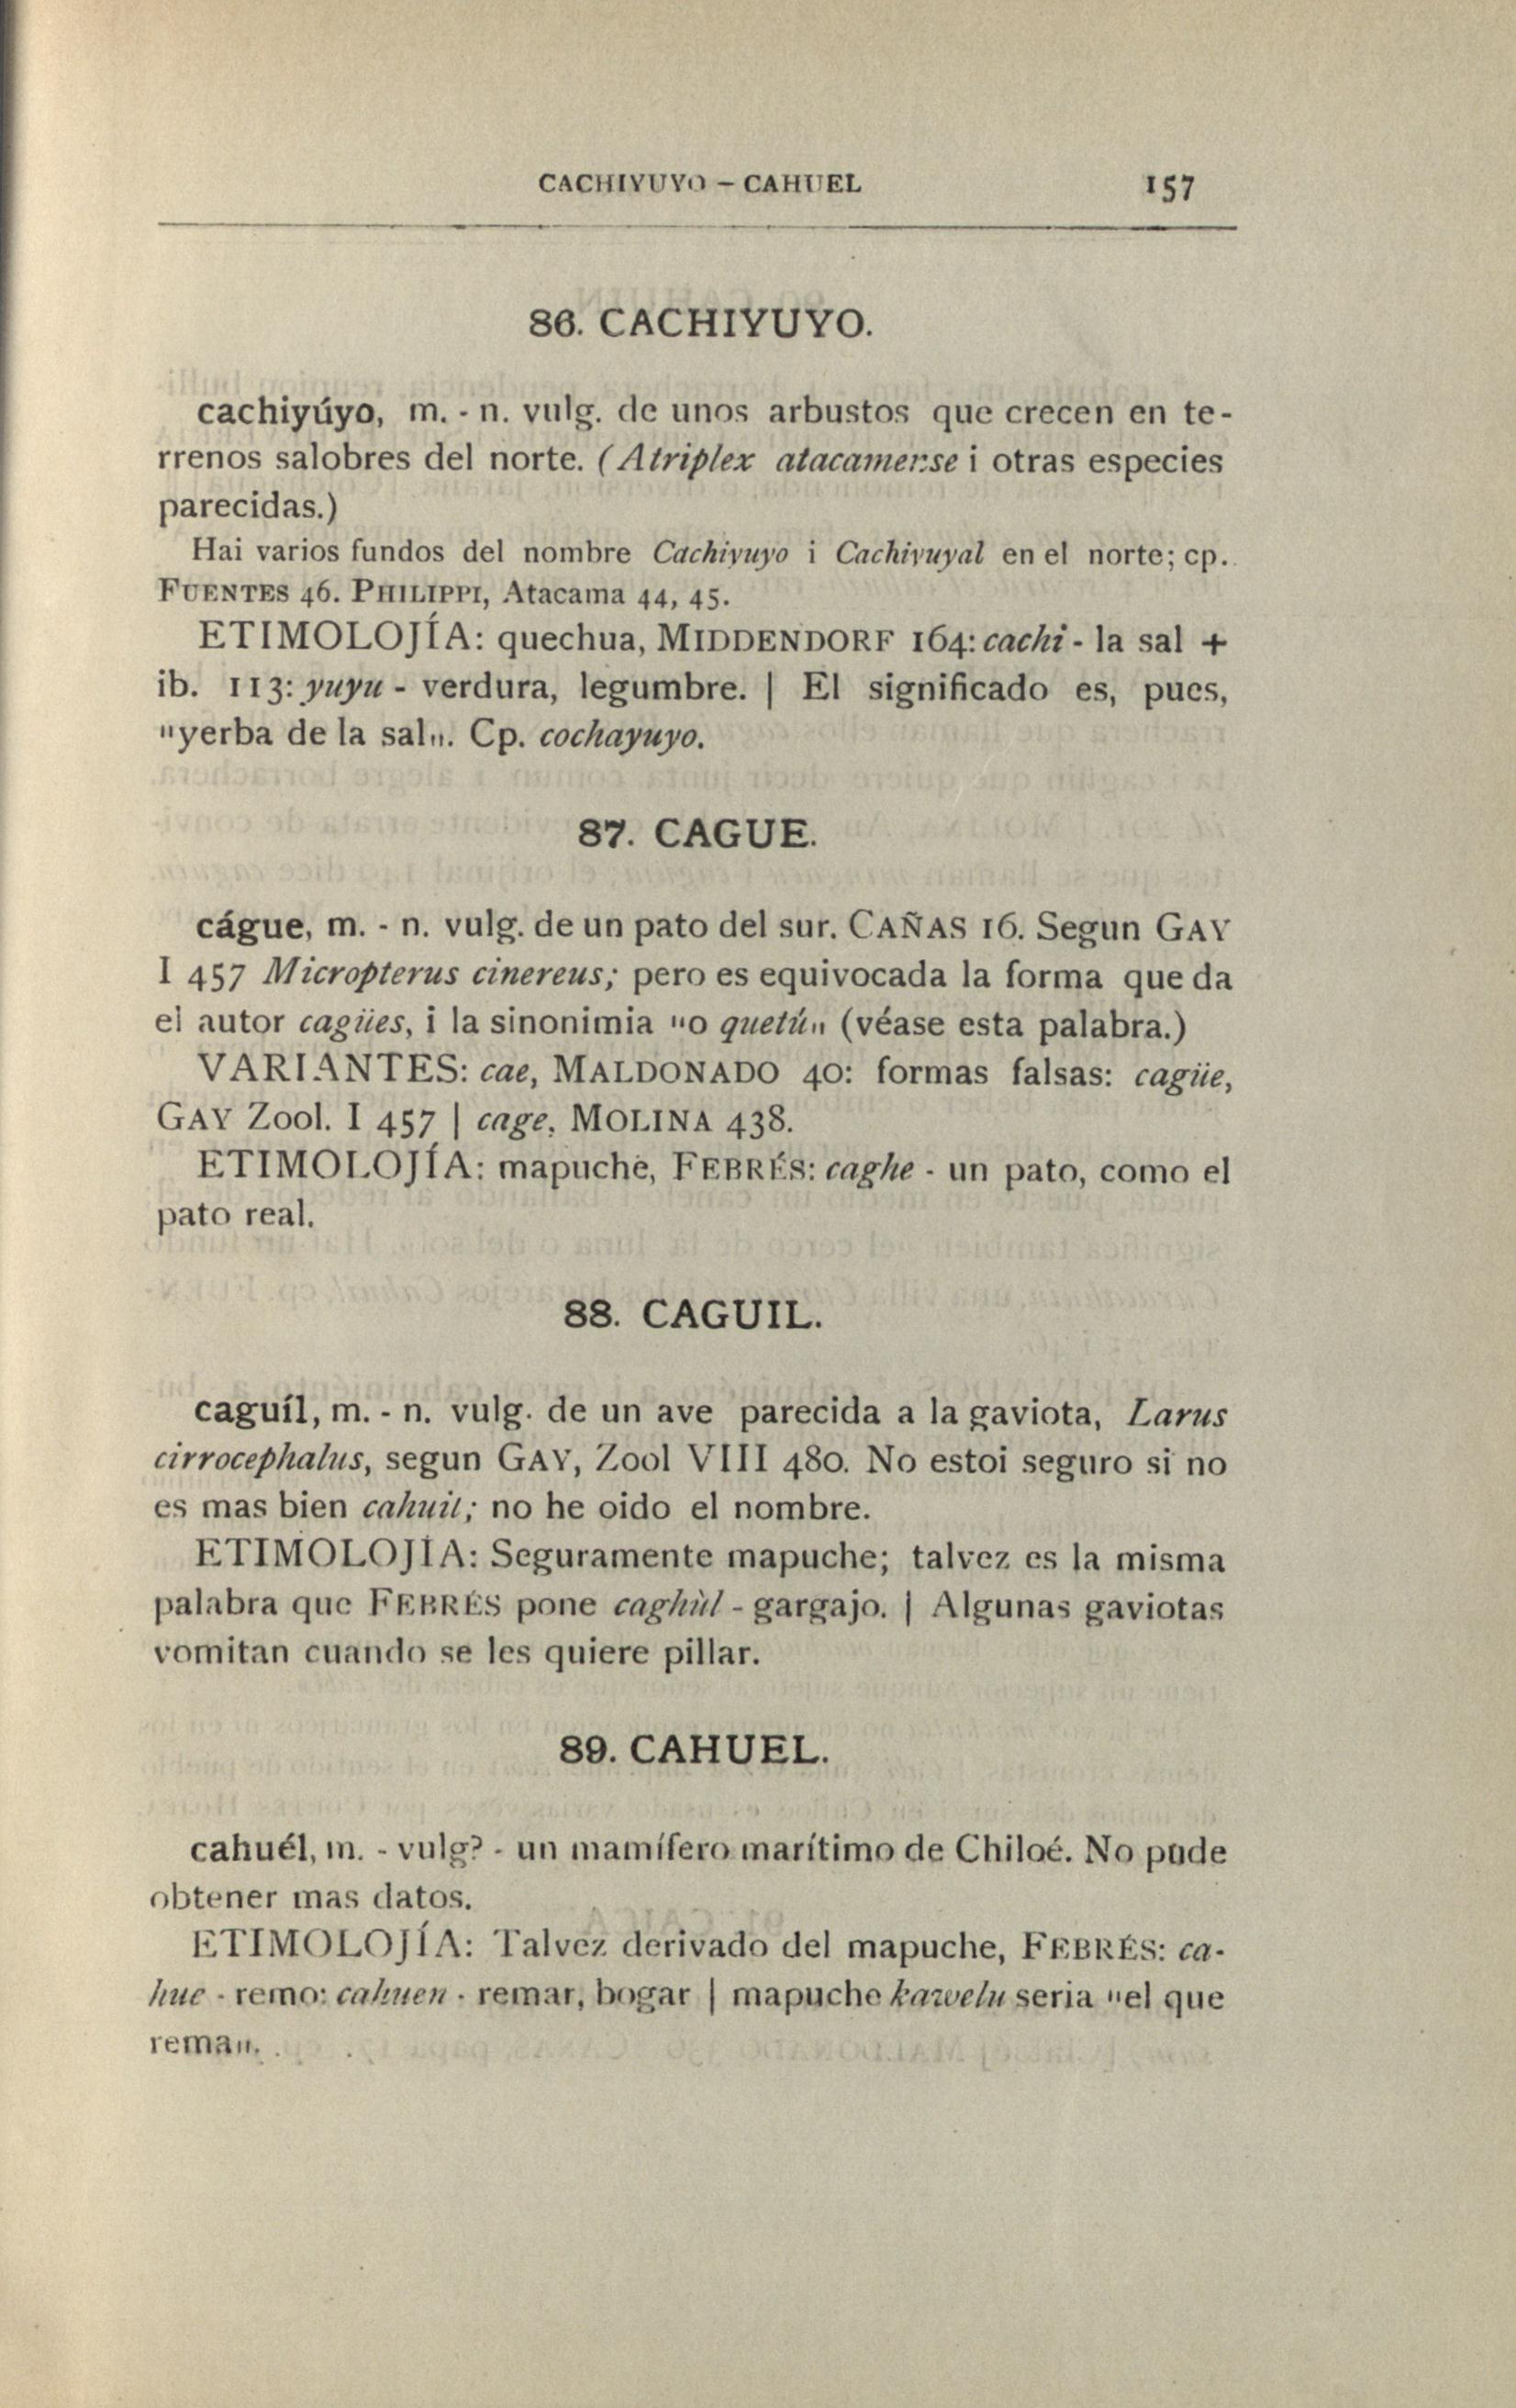 CACHIYUYO – CAHUEL 157
86. CACHIYUYO.
cachiyúyo, m. - n. vulg. de unos arbustos que crecen en te-
rrenos salobres del norte. (Atriplex atacamense i otras especies
parecidas.)
Hai varios fundos del nombre Cachiyuyo i Cachiyuyal en el norte; cp.
FUENTES 46. PHILIPPI, Atacama 44, 45.
ETIMOLOJÍA: quechua, MIDDENDORF 164: cachi - la sal +
ib. 113: yuyu - verdura, legumbre. | El significado es, pues,
"yerba de la sal„. Cp. cochayuyo.
87. CAGUE.
cágue, m. - n. vulg. de un pato del sur. CAÑAS 16. Segun GAY
I 457 Micropterus cinereus; pero es equivocada la forma que da
el autor cagües, i la sinonimia "o quetú„ (véase esta palabra.)
VARIANTES: cae, MALDONADO 40: formas falsas: cagüe,
GAY Zool. I 457 | cage, MOLINA 438.
ETIMOLOJÍA: mapuche, FEBRÉS: caghe - un pato, como el
pato real.
88. CAGUIL.
caguíl, m. - n. vulg. de un ave parecida a la gaviota, Larus
cirrocephalus, segun GAY, Zool VIII 480. No estoi seguro si no
es mas bien cahuil; no he oido el nombre.
ETIMOLOJÍA: Seguramente mapuche; talvez es la misma
palabra que FEBRÉS pone caghùl - gargajo. | Algunas gaviotas
vomitan cuando se les quiere pillar.
89. CAHUEL.
cahuél, m. - vulg? - un mamífero marítimo de Chiloé. No pude
obtener mas datos.
ETIMOLOJÍA: Talvez derivado del mapuche, FEBRÉS: ca-
hue - remo: cahuen - remar, bogar | mapuche kawelu seria "el que
rema„.